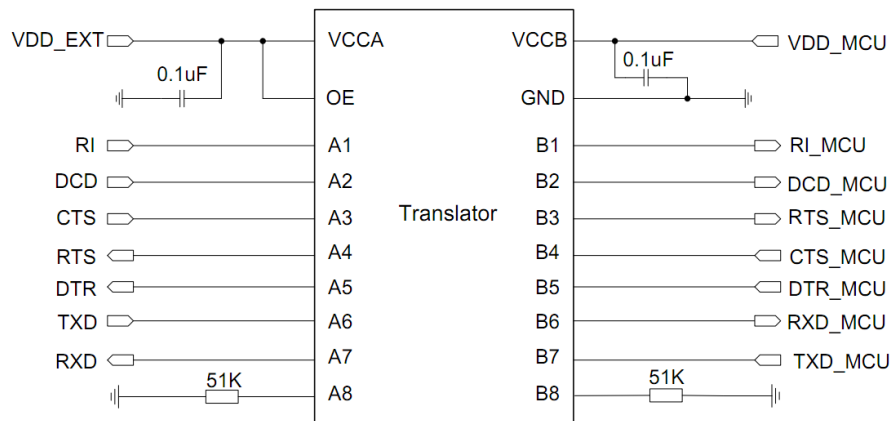 VDD_EXT VCCA VCCB VDD_MCU
0.1uF 0.1uF
OE GND
RI A1 B1 RI_MCU
DCD A2 B2 DCD_MCU
CTS A3 Translator B3 RTS_MCU
RTS A4 B4 CTS_MCU
DTR A5 B5 DTR_MCU
TXD A6 B6 RXD_MCU
RXD A7 B7 TXD_MCU
51K A8 B8 51K